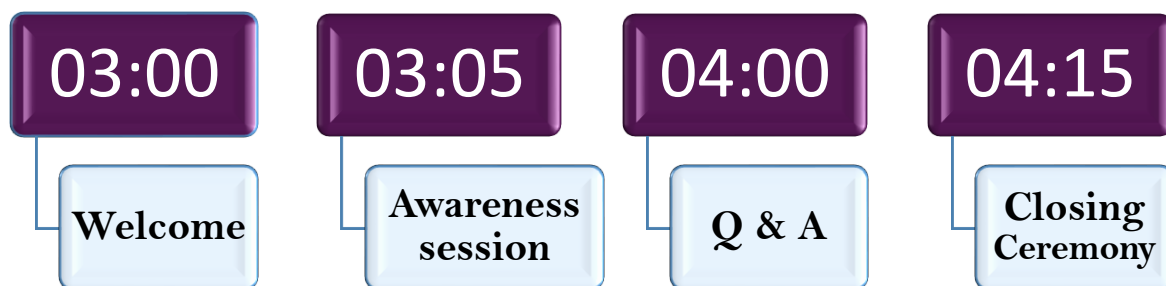 03:00
Welcome
03:05
Awareness
session
04:00
Q & A
04:15
Closing
Ceremony